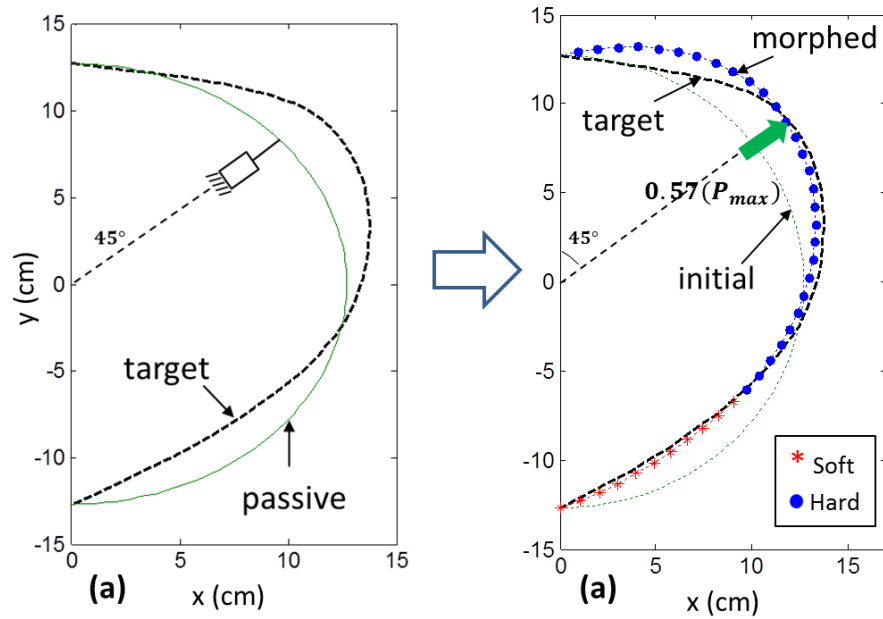 15
10
5
0
-5
-10
-15
y (cm)
45°
target
passive
0
5
10
15
(a)
x (cm)
15
10
5
0
-5
-10
-15
morphed
target
0.57(P_max)
45°
initial
* Soft
● Hard
0
5
10
15
(a)
x (cm)